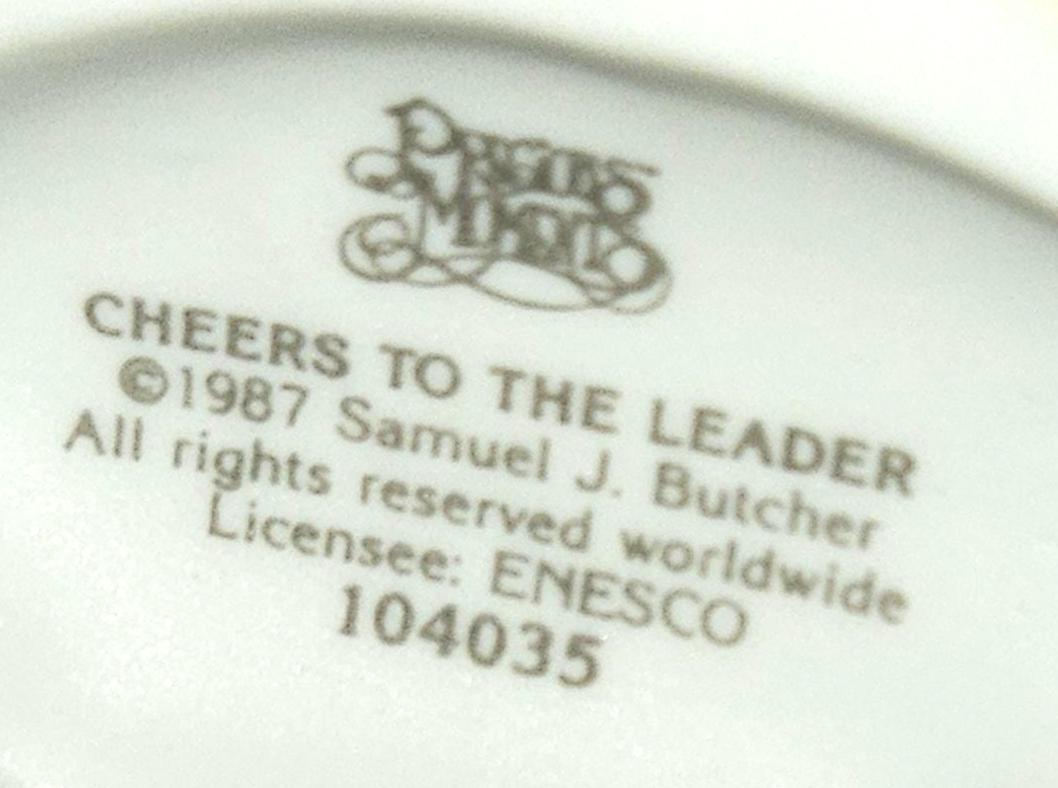 Precious
Moments
CHEERS TO THE LEADER
©1987 Samuel J. Butcher
All rights reserved worldwide
Licensee: ENESCO
104035